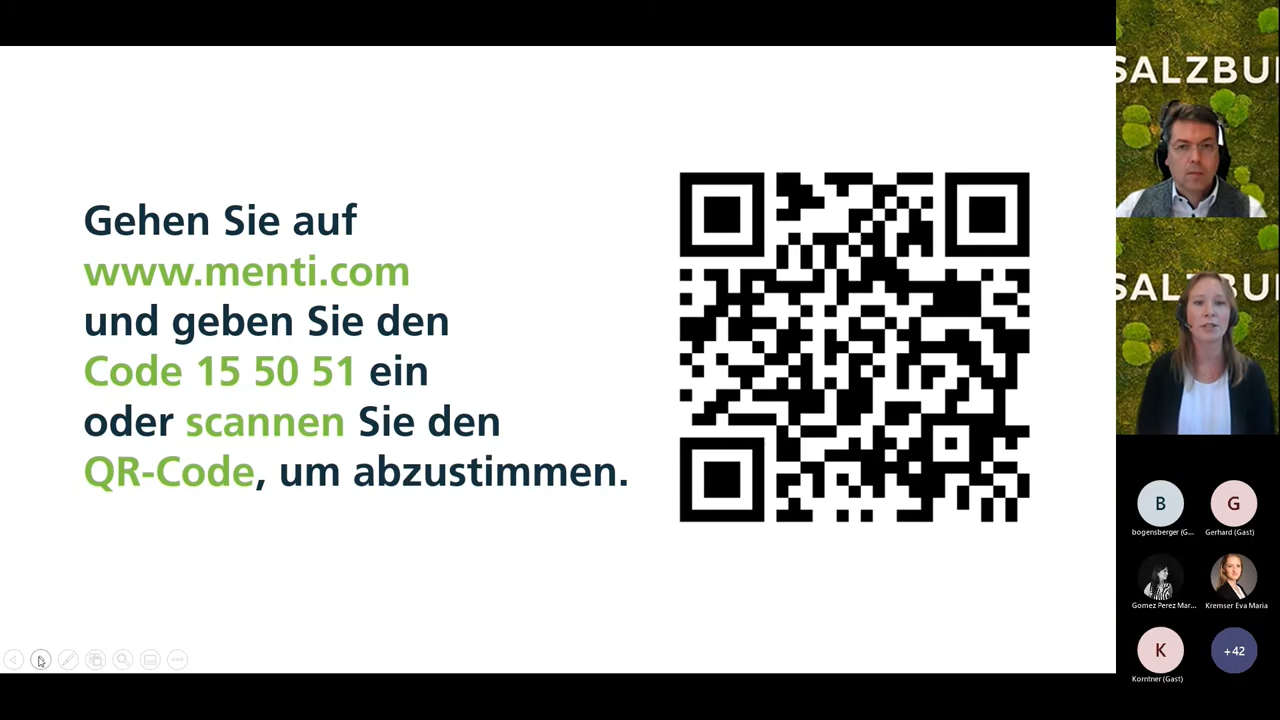 Gehen Sie auf
www.menti.com
und geben Sie den
Code 15 50 51 ein
oder scannen Sie den
QR-Code, um abzustimmen.
SALZBU
SALZBU
B
bogensberger (G...
G
Gerhard (Gast)
Gomez Perez Mar...
Kremser Eva Maria
K
Korntner (Gast)
+42